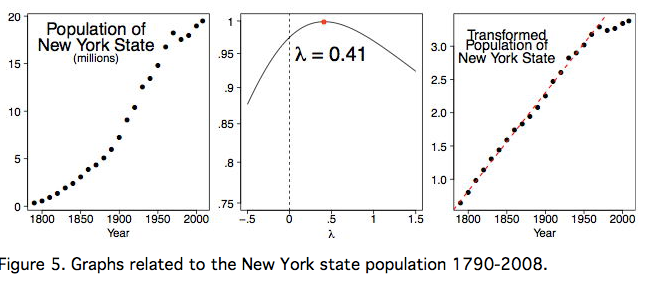 Population of
New York State
(millions)
20
15
10
5
0
1800 1850 1900 1950 2000
Year
λ = 0.41
1
.95
.9
.85
.8
.75
-.5 0 .5 1 1.5
λ
Transformed
Population of
New York State
3.0
2.5
2.0
1.5
1.0
1800 1850 1900 1950 2000
Year
Figure 5. Graphs related to the New York state population 1790-2008.